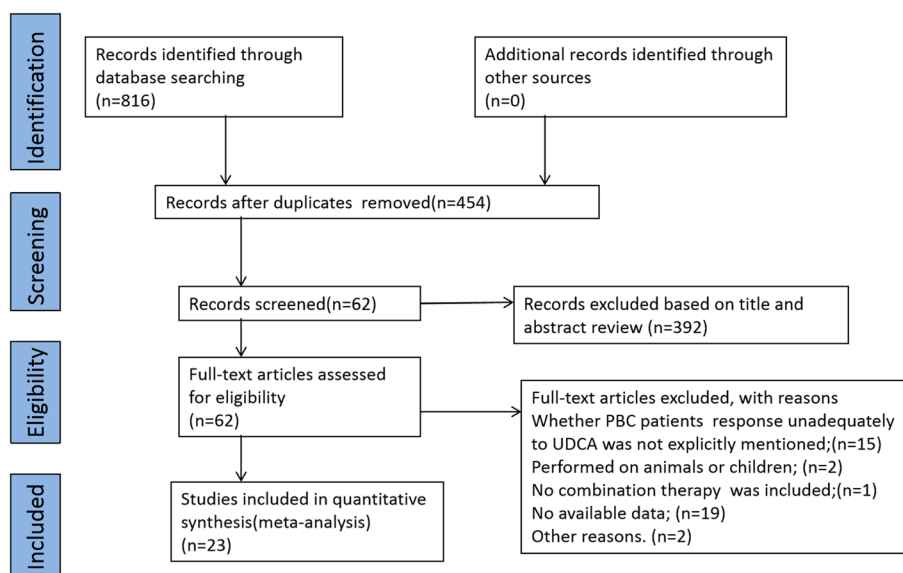 Identification
Records identified through
database searching
(n=816)
Additional records identified through
other sources
(n=0)
Records after duplicates removed(n=454)
Screening
Records screened(n=62)
Records excluded based on title and
abstract review (n=392)
Eligibility
Full-text articles assessed
for eligibility
(n=62)
Full-text articles excluded, with reasons
Whether PBC patients response unadequately
to UDCA was not explicitly mentioned;(n=15)
Performed on animals or children; (n=2)
No combination therapy was included;(n=1)
No available data; (n=19)
Other reasons. (n=2)
Included
Studies included in quantitative
synthesis(meta-analysis)
(n=23)